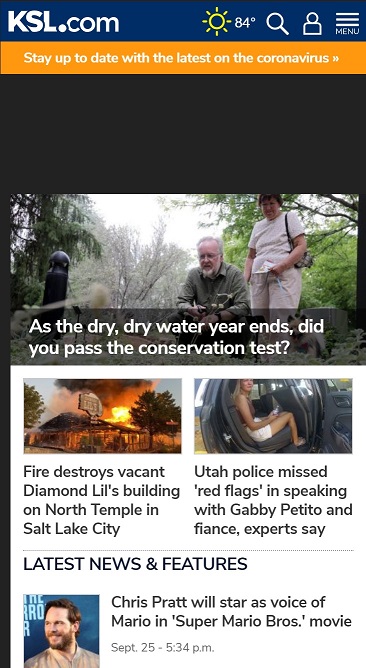 KSL.com
84°
MENU
Stay up to date with the latest on the coronavirus »
As the dry, dry water year ends, did
you pass the conservation test?
Fire destroys vacant
Diamond Lil's building
on North Temple in
Salt Lake City
Utah police missed
'red flags' in speaking
with Gabby Petito and
fiance, experts say
LATEST NEWS & FEATURES
Chris Pratt will star as voice of
Mario in 'Super Mario Bros.' movie
Sept. 25 - 5:34 p.m.